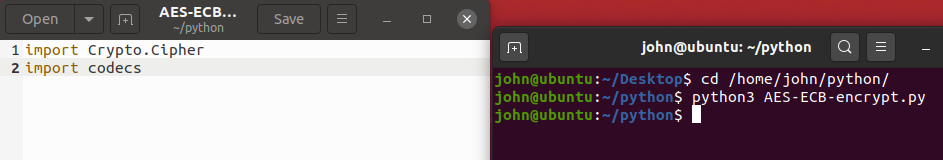 Open
AES-ECB...
~/python
Save
1 import Crypto.Cipher
2 import codecs
john@ubuntu: ~/python
john@ubuntu:~/Desktop$ cd /home/john/python/
john@ubuntu:~/python$ python3 AES-ECB-encrypt.py
john@ubuntu:~/python$